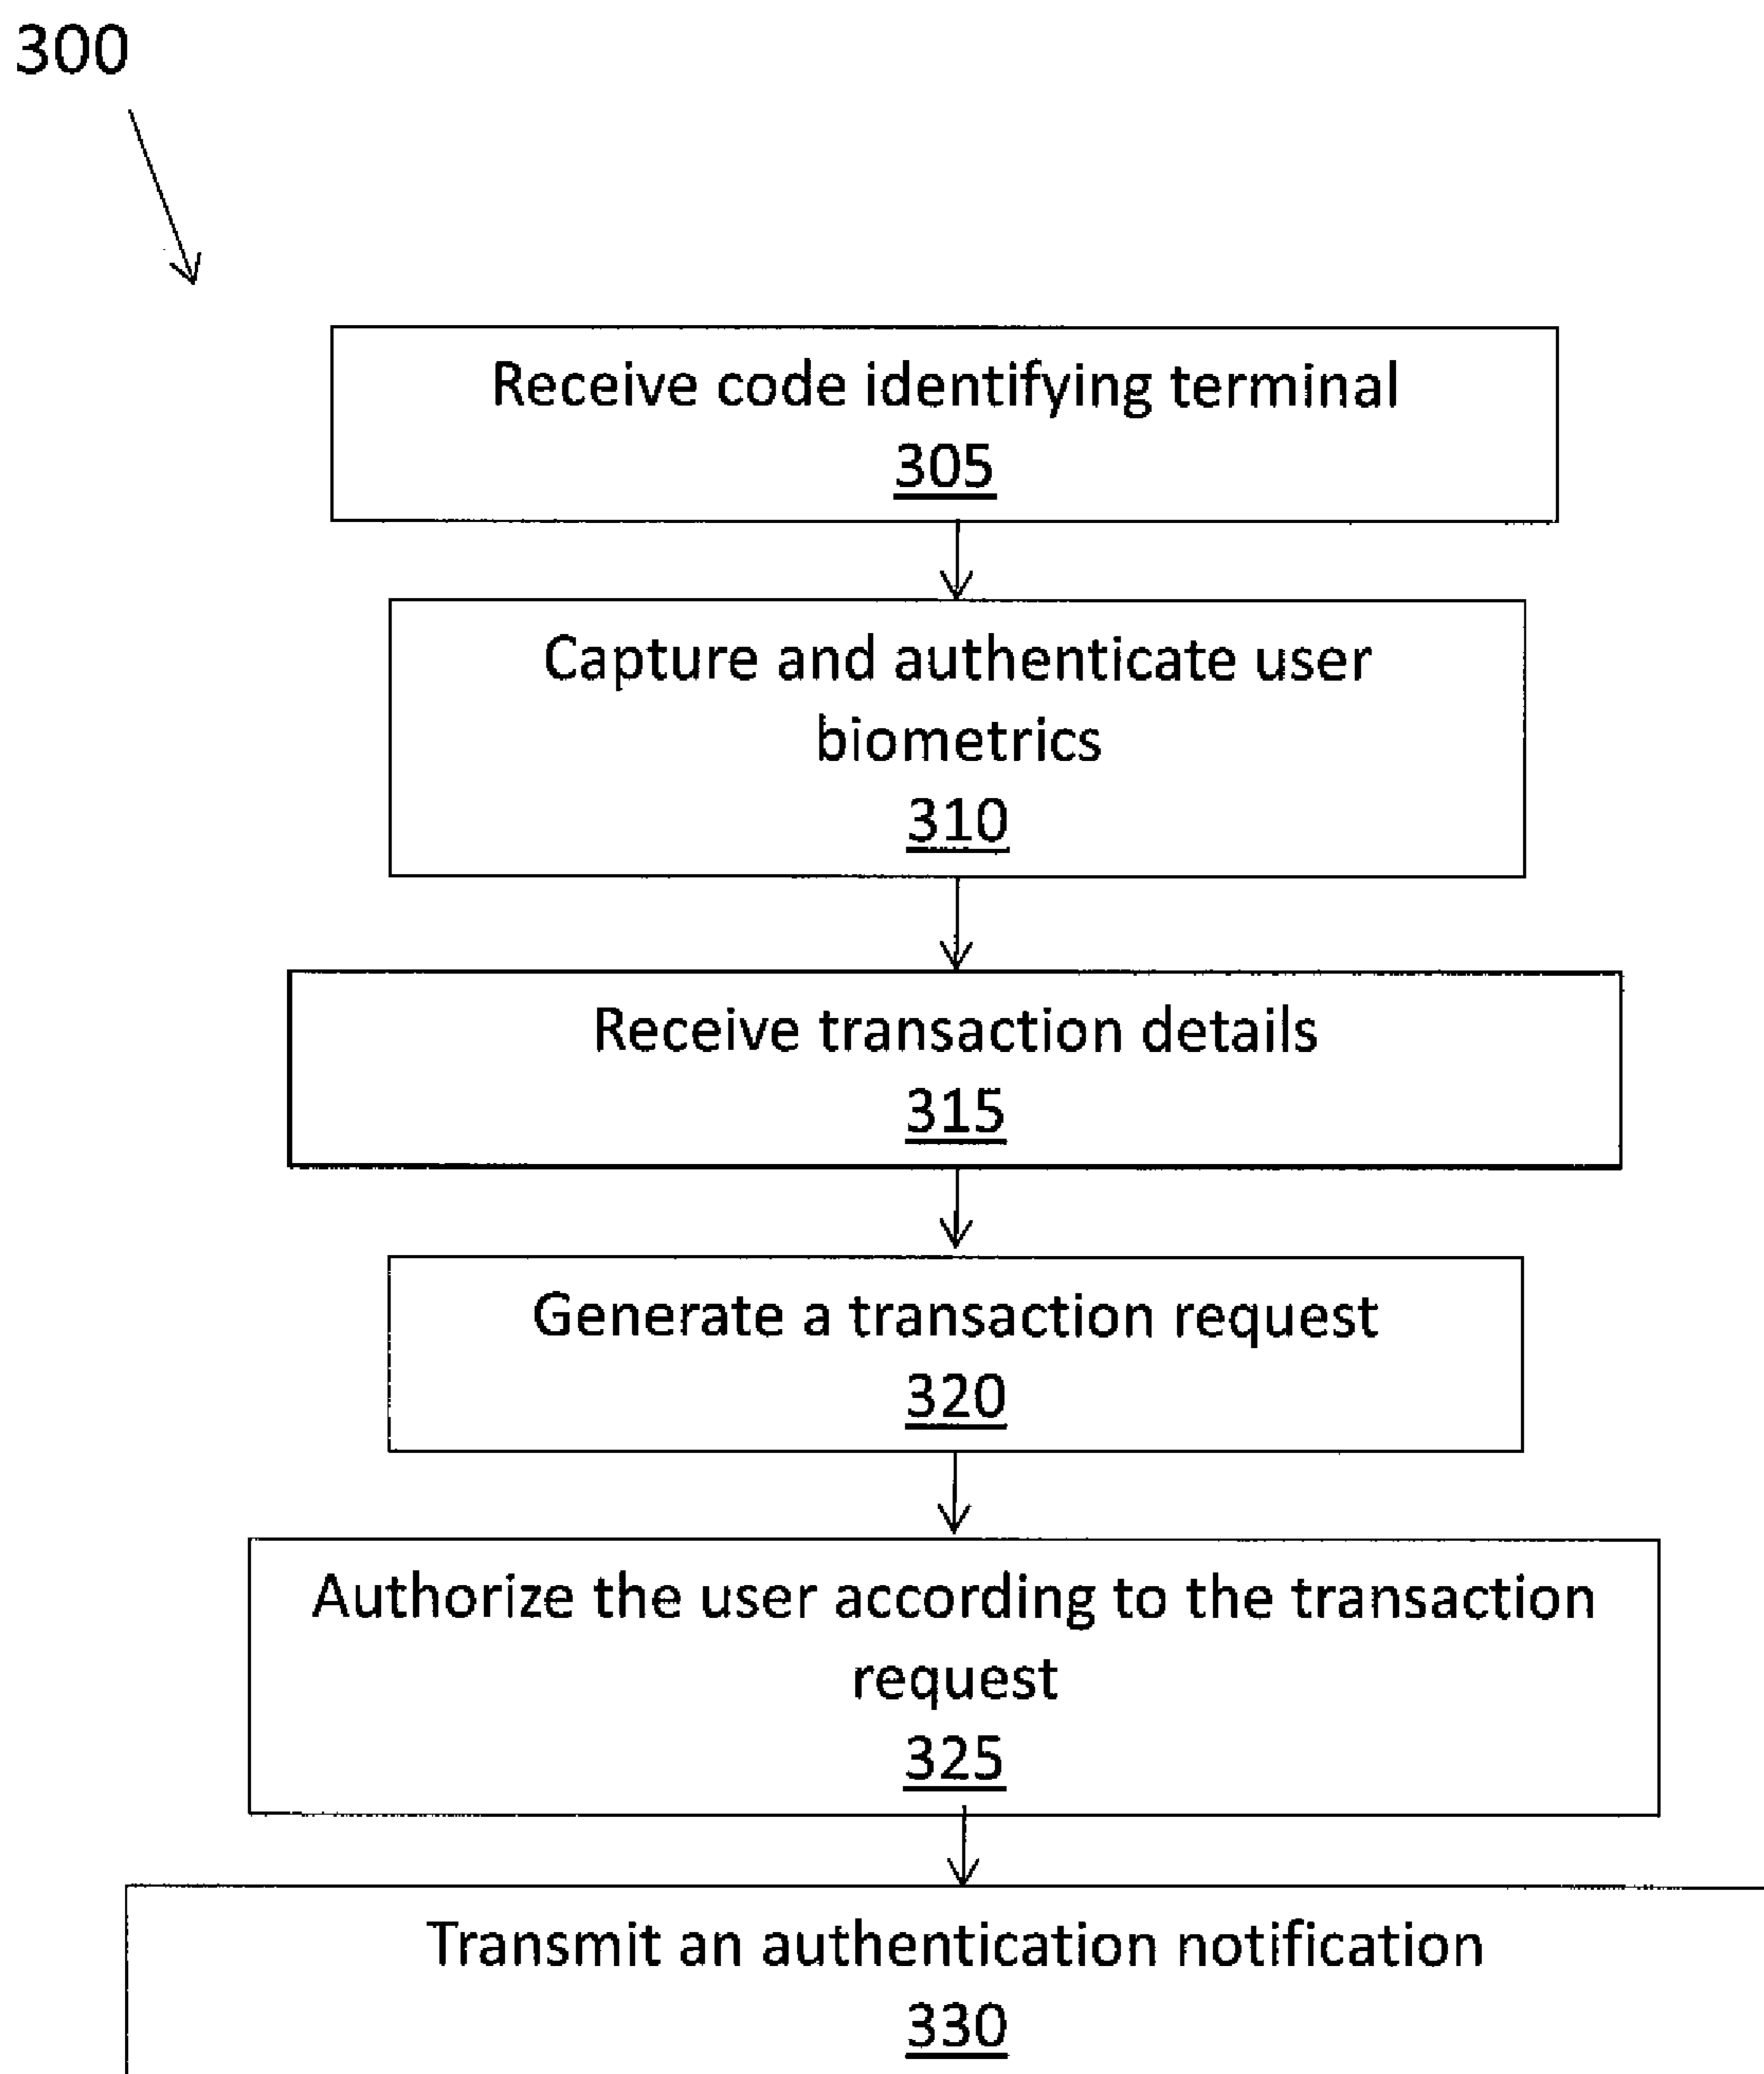 300
Receive code identifying terminal
305
Capture and authenticate user
biometrics
310
Receive transaction details
315
Generate a transaction request
320
Authorize the user according to the transaction
request
325
Transmit an authentication notification
330